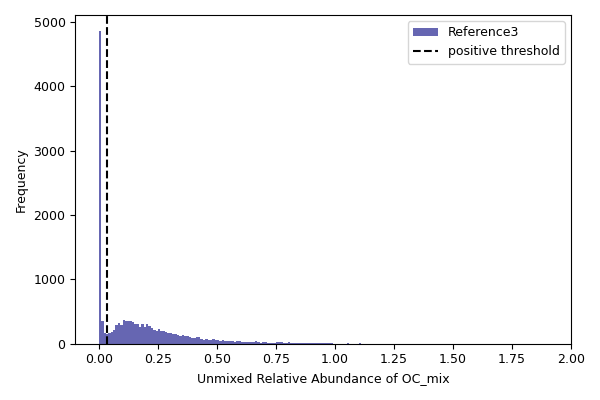 Reference3
positive threshold
5000
4000
3000
2000
1000
0
Frequency
0.00 0.25 0.50 0.75 1.00 1.25 1.50 1.75 2.00
Unmixed Relative Abundance of OC_mix